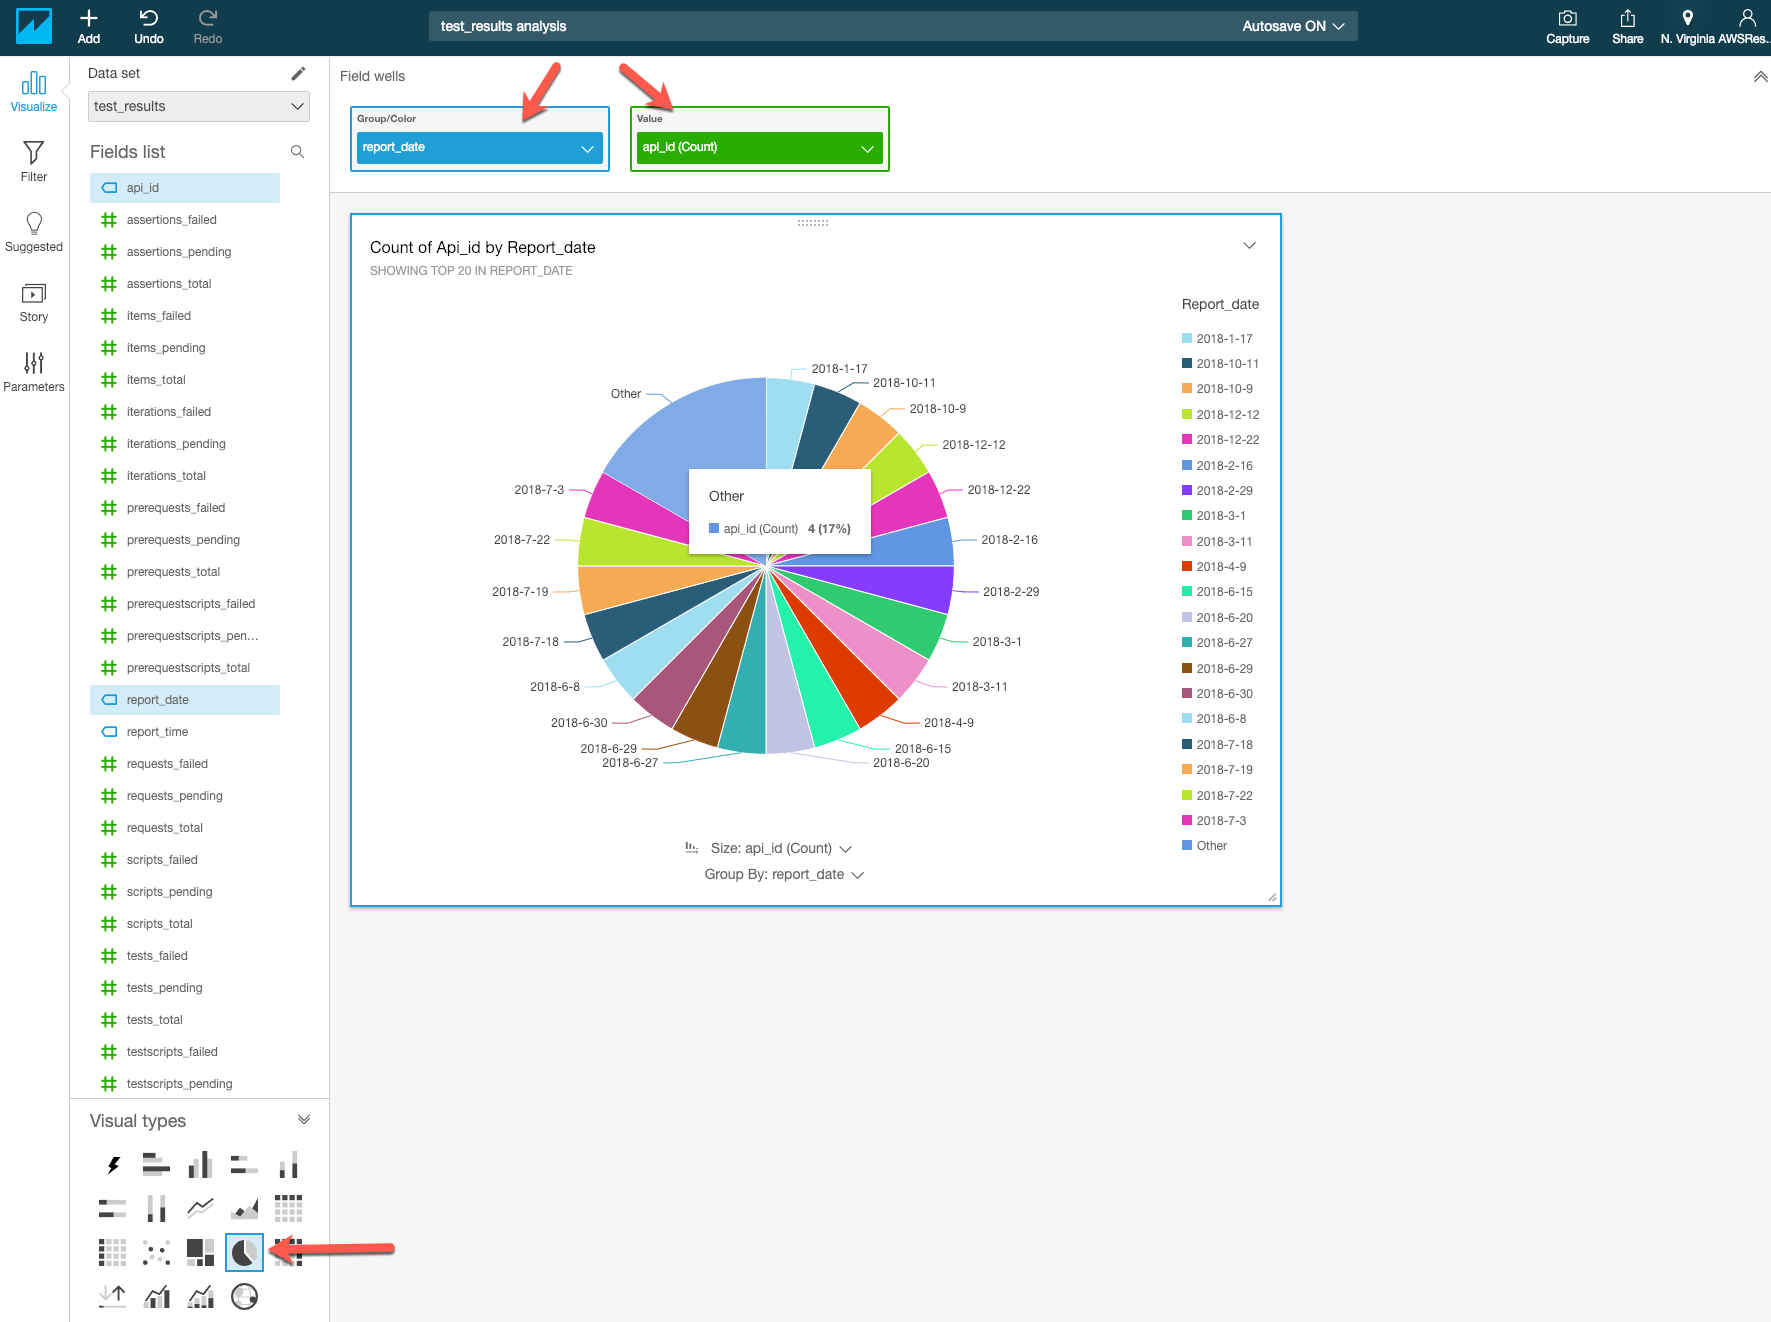 Add
Undo
Redo
test_results analysis
Autosave ON
Capture
Share
N. Virginia
AWSRes...
Visualize
Filter
Suggested
Story
Parameters
Data set
test_results
Fields list
api_id
assertions_failed
assertions_pending
assertions_total
items_failed
items_pending
items_total
iterations_failed
iterations_pending
iterations_total
prerequests_failed
prerequests_pending
prerequests_total
prerequestscripts_failed
prerequestscripts_pen...
prerequestscripts_total
report_date
report_time
requests_failed
requests_pending
requests_total
scripts_failed
scripts_pending
scripts_total
tests_failed
tests_pending
tests_total
testscripts_failed
testscripts_pending
Visual types
Field wells
Group/Color
report_date
Value
api_id (Count)
Count of Api_id by Report_date
SHOWING TOP 20 IN REPORT_DATE
2018-1-17
2018-10-11
2018-10-9
2018-12-12
2018-12-22
2018-2-16
2018-2-29
2018-3-1
2018-3-11
2018-4-9
2018-6-15
2018-6-20
2018-6-27
2018-6-29
2018-6-30
2018-6-8
2018-7-18
2018-7-19
2018-7-22
2018-7-3
Other
Other
api_id (Count) 4 (17%)
Size: api_id (Count)
Group By: report_date
Report_date
2018-1-17
2018-10-11
2018-10-9
2018-12-12
2018-12-22
2018-2-16
2018-2-29
2018-3-1
2018-3-11
2018-4-9
2018-6-15
2018-6-20
2018-6-27
2018-6-29
2018-6-30
2018-6-8
2018-7-18
2018-7-19
2018-7-22
2018-7-3
Other